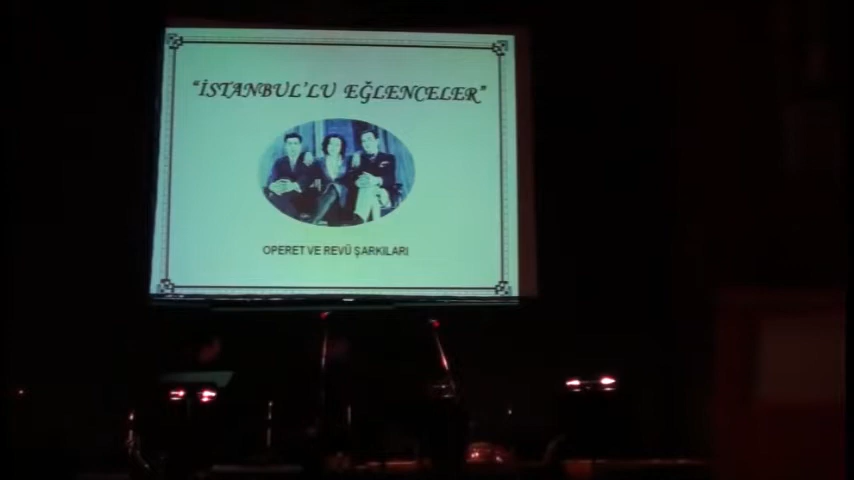 “İSTANBUL’LU EĞLENCELER”
OPERET VE REVÜ ŞARKILARI